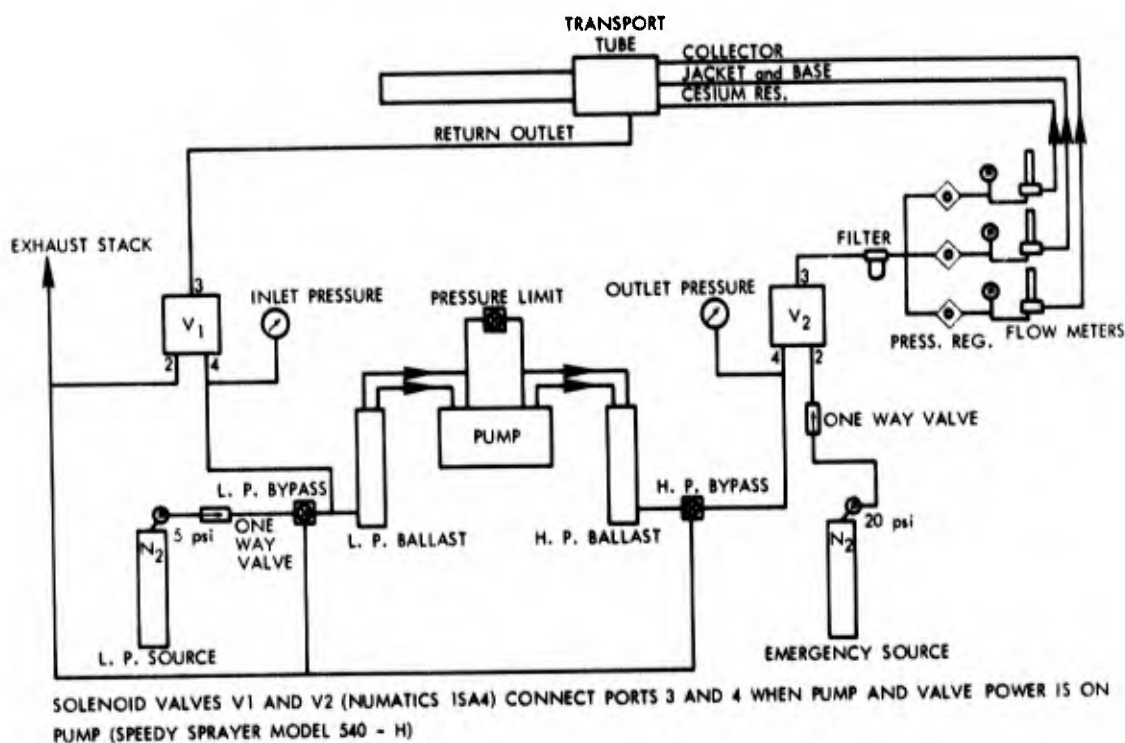 TRANSPORT
TUBE
COLLECTOR
JACKET and BASE
CESIUM RES.
RETURN OUTLET
EXHAUST STACK
FILTER
3
INLET PRESSURE
PRESSURE LIMIT
OUTLET PRESSURE
3
V1
V2
2
4
4
2
PRESS. REG.
FLOW METERS
PUMP
ONE WAY VALVE
L. P. BYPASS
H. P. BYPASS
5 psi
ONE
WAY
VALVE
L. P. BALLAST
H. P. BALLAST
20 psi
N2
N2
L. P. SOURCE
EMERGENCY SOURCE
SOLENOID VALVES V1 AND V2 (NUMATICS 1SA4) CONNECT PORTS 3 AND 4 WHEN PUMP AND VALVE POWER IS ON
PUMP (SPEEDY SPRAYER MODEL 540 - H)